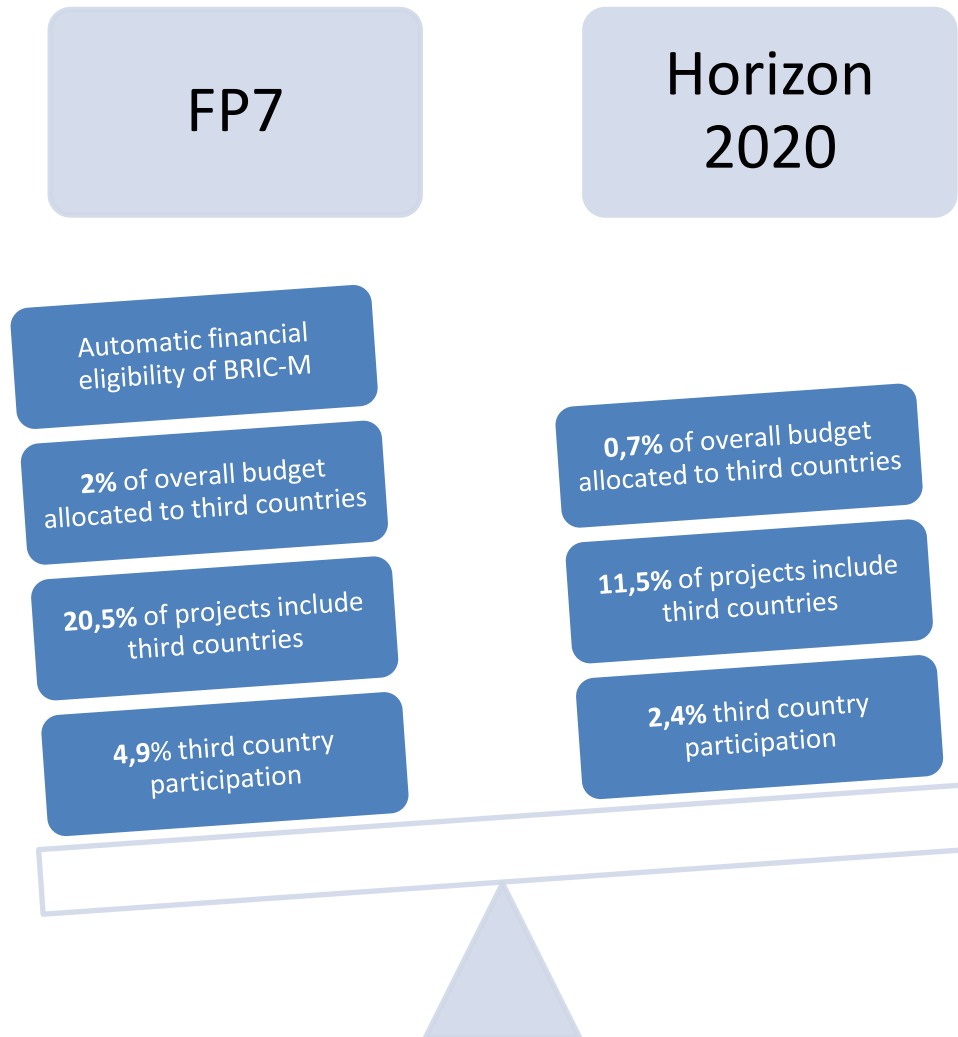 FP7
Automatic financial
eligibility of BRIC-M
2% of overall budget
allocated to third countries
20,5% of projects include
third countries
4,9% third country
participation
Horizon
2020
0,7% of overall budget
allocated to third countries
11,5% of projects include
third countries
2,4% third country
participation